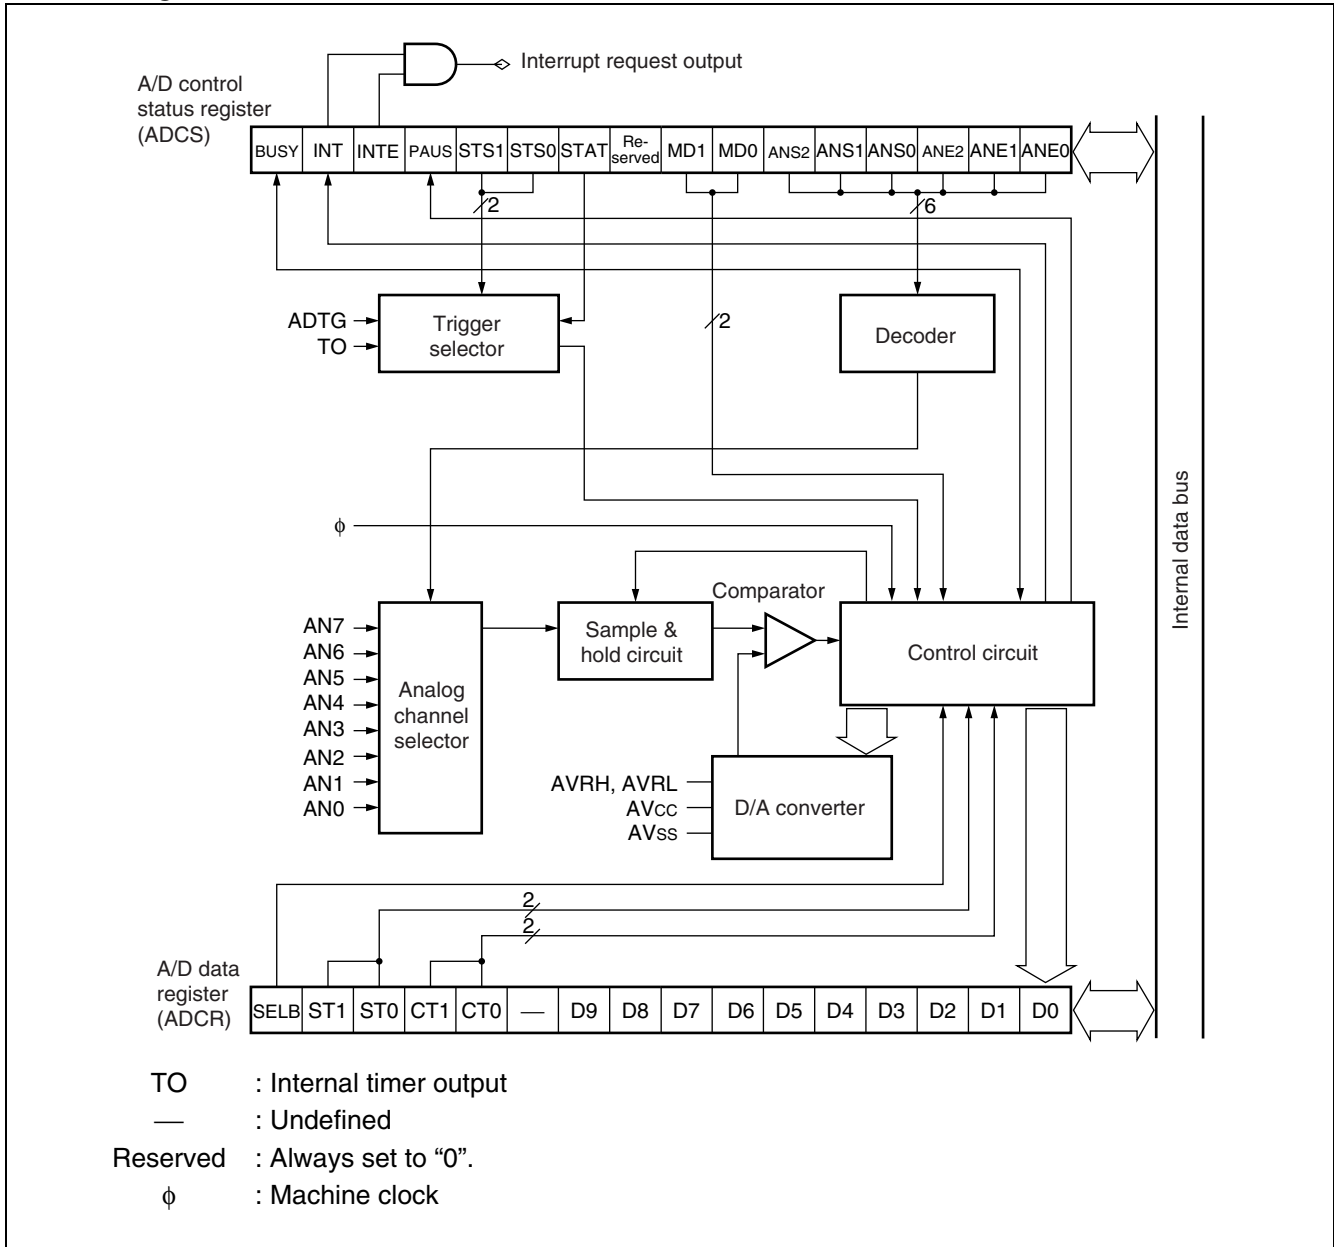 Interrupt request output
A/D control
status register
(ADCS)
BUSY INT INTE PAUS STS1 STS0 STAT Re-served MD1 MD0 ANS2 ANS1 ANS0 ANE2 ANE1 ANE0
2
6
ADTG
TO
Trigger
selector
2
Decoder
Internal data bus
φ
Comparator
AN7
AN6
AN5
AN4
AN3
AN2
AN1
AN0
Analog
channel
selector
Sample &
hold circuit
Control circuit
AVRH, AVRL
AVcc
AVss
D/A converter
2
2
A/D data
register
(ADCR)
SELB ST1 ST0 CT1 CT0 — D9 D8 D7 D6 D5 D4 D3 D2 D1 D0
TO : Internal timer output
— : Undefined
Reserved : Always set to “0”.
φ : Machine clock